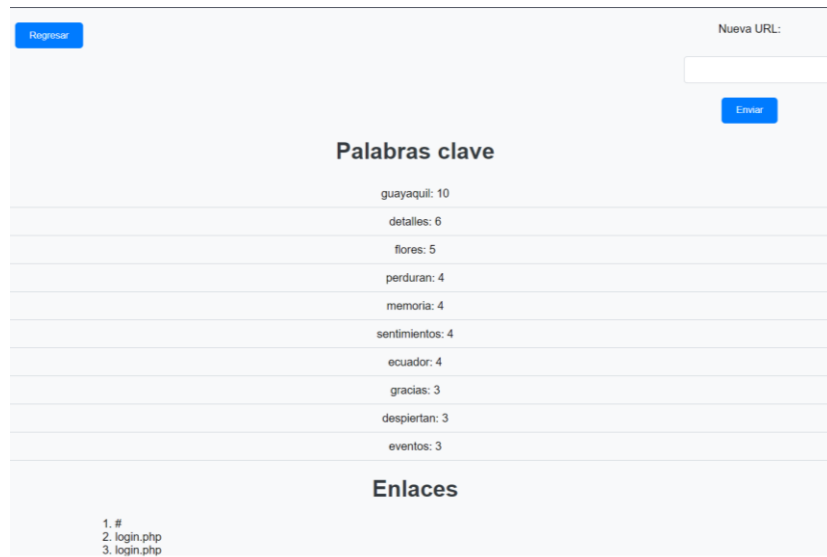 Regresar
Nueva URL:
Enviar
Palabras clave
guayaquil: 10
detalles: 6
flores: 5
perduran: 4
memoria: 4
sentimientos: 4
ecuador: 4
gracias: 3
despiertan: 3
eventos: 3
Enlaces
1. #
2. login.php
3. login.php